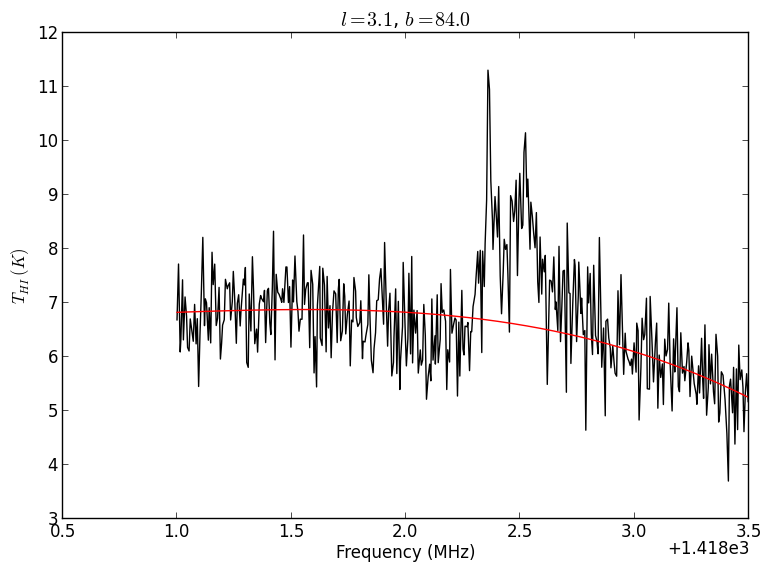 l = 3.1, b = 84.0
12
11
10
9
8
7
6
5
4
3
T_HI (K)
0.5 1.0 1.5 2.0 2.5 3.0 3.5
Frequency (MHz)
+1.418e3